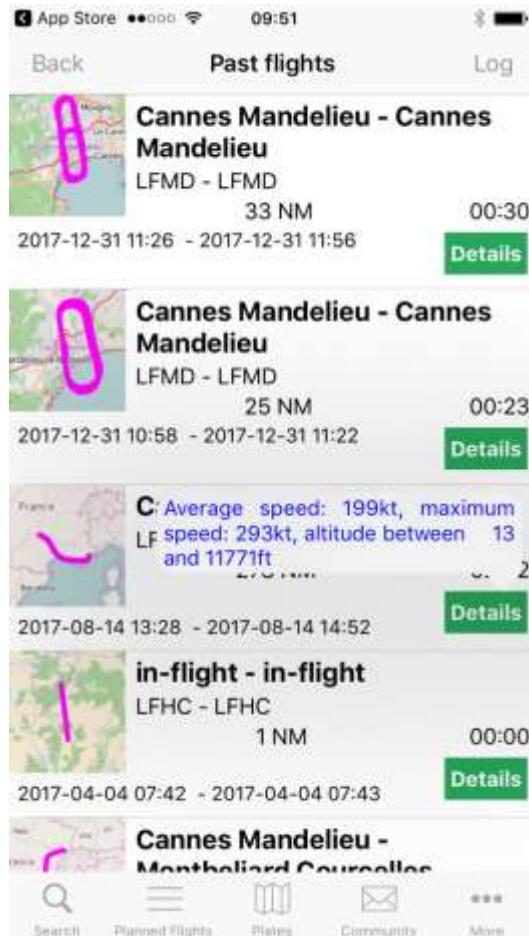 App Store 09:51
Back Past flights Log
Cannes Mandelieu - Cannes
Mandelieu
LFMD - LFMD
33 NM 00:30
2017-12-31 11:26 - 2017-12-31 11:56
Details
Cannes Mandelieu - Cannes
Mandelieu
LFMD - LFMD
25 NM 00:23
2017-12-31 10:58 - 2017-12-31 11:22
Details
France
Average speed: 199kt, maximum
speed: 293kt, altitude between 13
and 11771ft
Details
2017-08-14 13:28 - 2017-08-14 14:52
in-flight - in-flight
LFHC - LFHC
1 NM 00:00
Details
2017-04-04 07:42 - 2017-04-04 07:43
Cannes Mandelieu -
Montbeliard Courcelles
Search Planned Flights Plates Community More